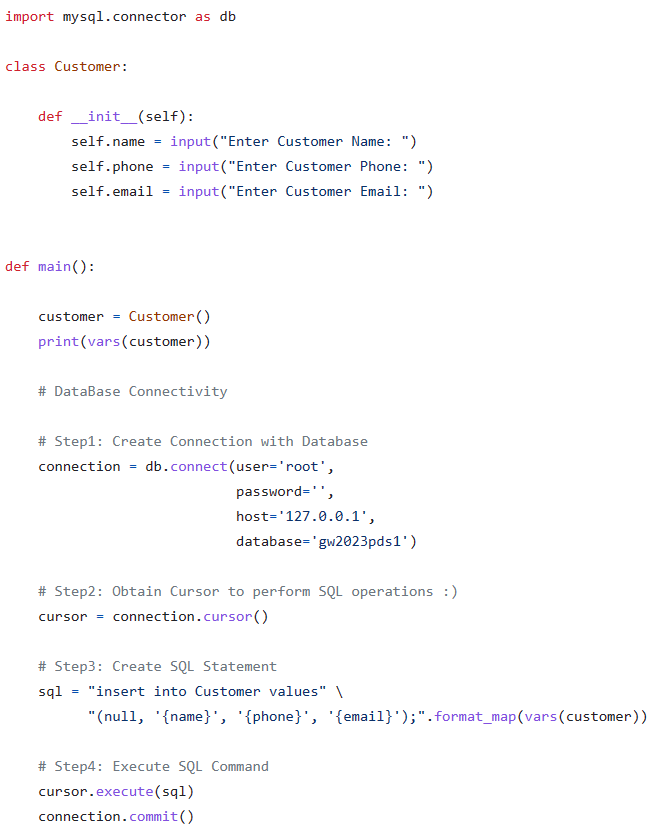 import mysql.connector as db
class Customer:
    def __init__(self):
        self.name = input("Enter Customer Name: ")
        self.phone = input("Enter Customer Phone: ")
        self.email = input("Enter Customer Email: ")
def main():
    customer = Customer()
    print(vars(customer))
    # DataBase Connectivity
    # Step1: Create Connection with Database
    connection = db.connect(user='root',
                            password='',
                            host='127.0.0.1',
                            database='gw2023pds1')
    # Step2: Obtain Cursor to perform SQL operations :)
    cursor = connection.cursor()
    # Step3: Create SQL Statement
    sql = "insert into Customer values" \
          "(null, '{name}', '{phone}', '{email}');".format_map(vars(customer))
    # Step4: Execute SQL Command
    cursor.execute(sql)
    connection.commit()